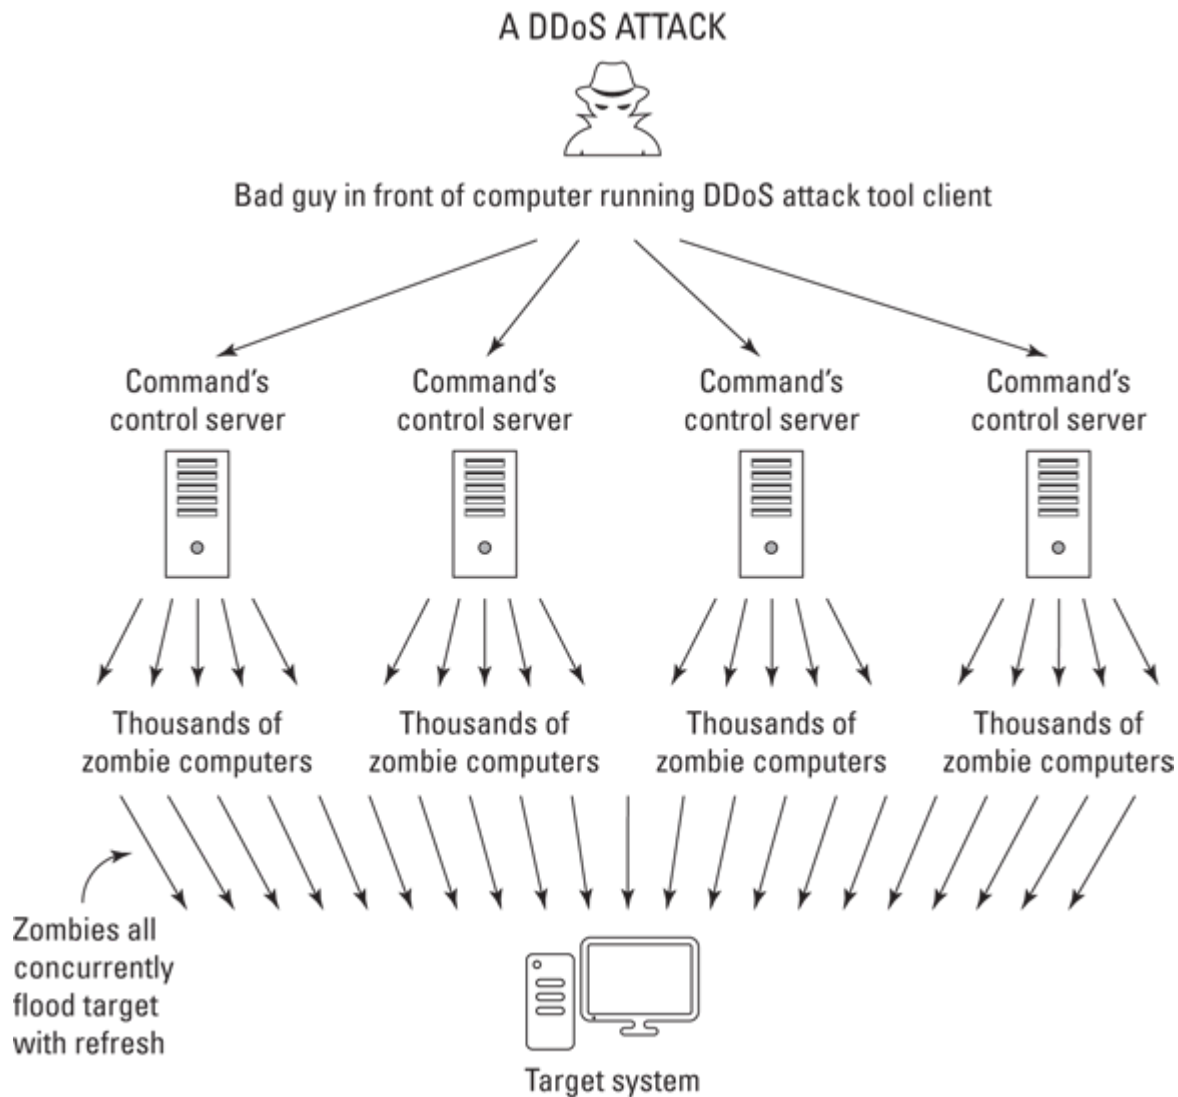 A DDoS ATTACK
Bad guy in front of computer running DDoS attack tool client
Command's
control server
Command's
control server
Command's
control server
Command's
control server
Thousands of
zombie computers
Thousands of
zombie computers
Thousands of
zombie computers
Thousands of
zombie computers
Zombies all
concurrently
flood target
with refresh
Target system